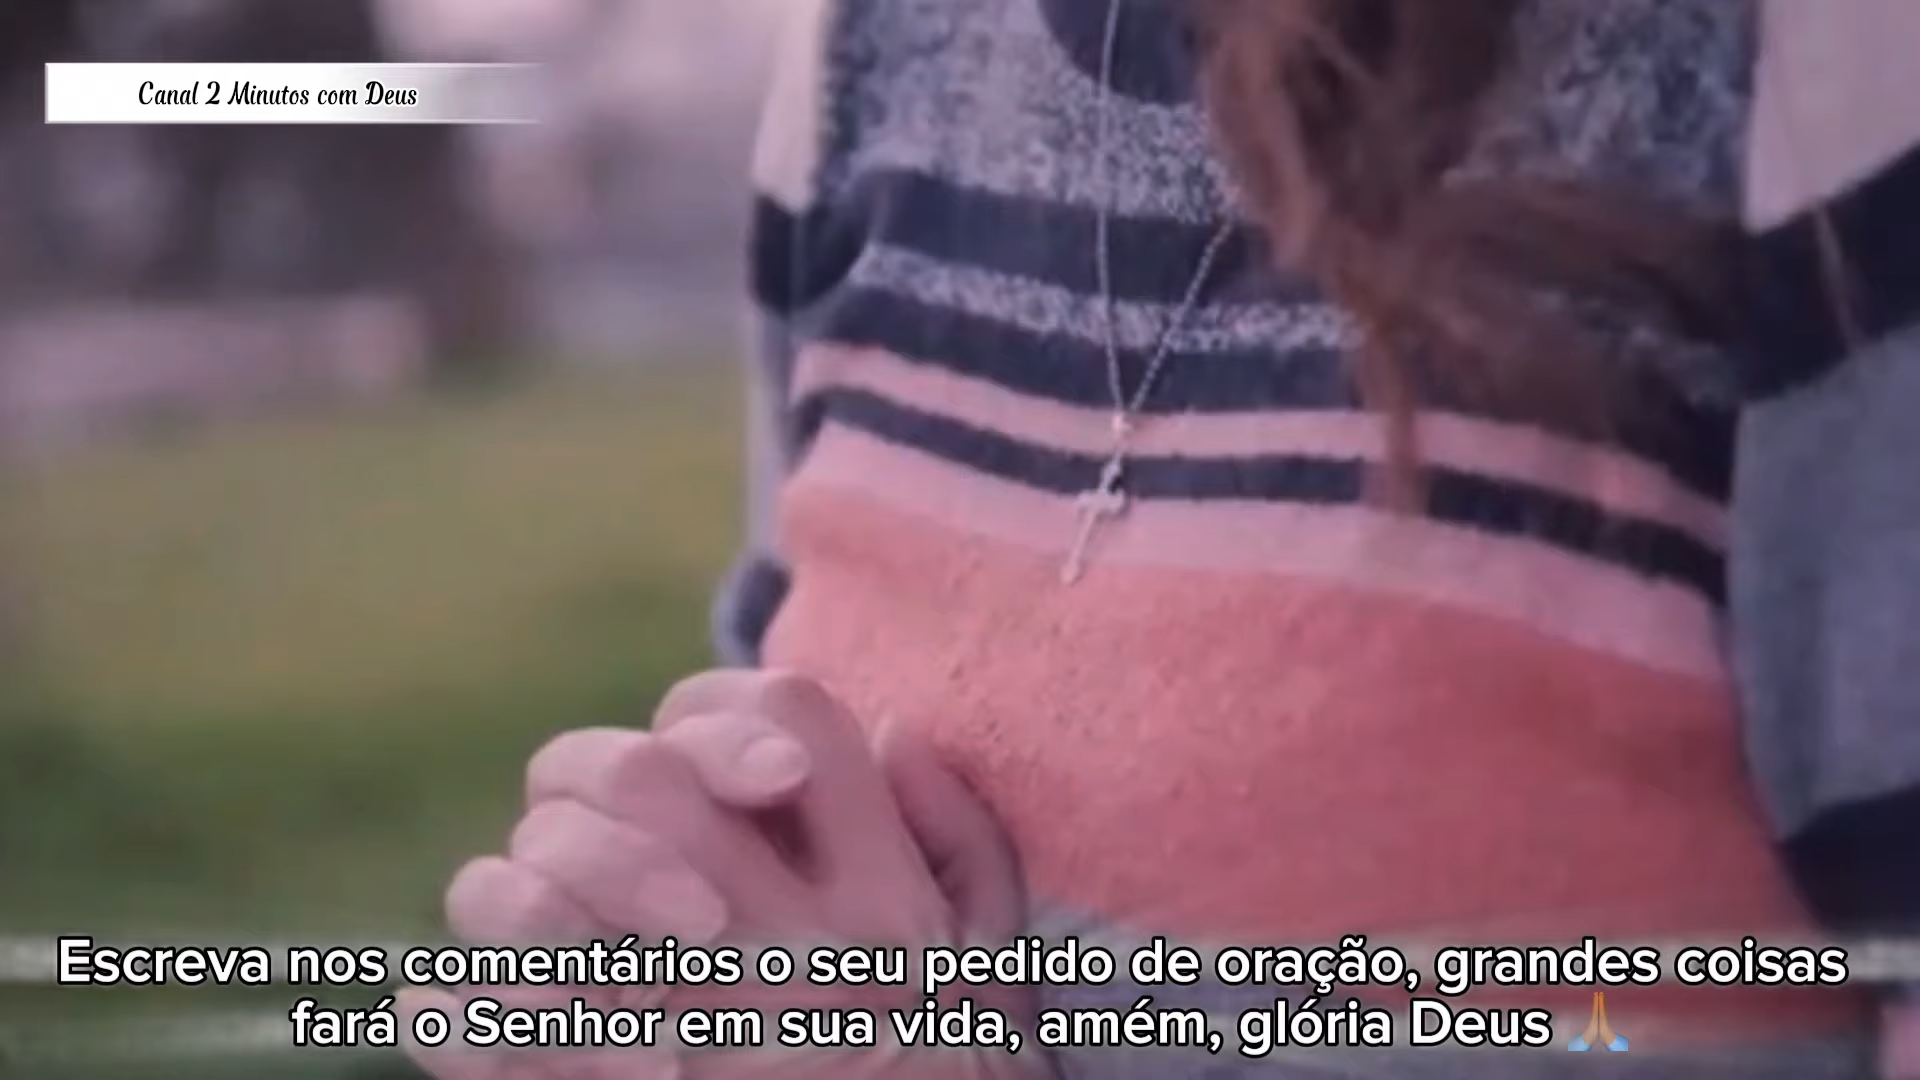 Canal 2 Minutos com Deus
Escreva nos comentários o seu pedido de oração, grandes coisas
fará o Senhor em sua vida, amém, glória Deus 🙏🏽